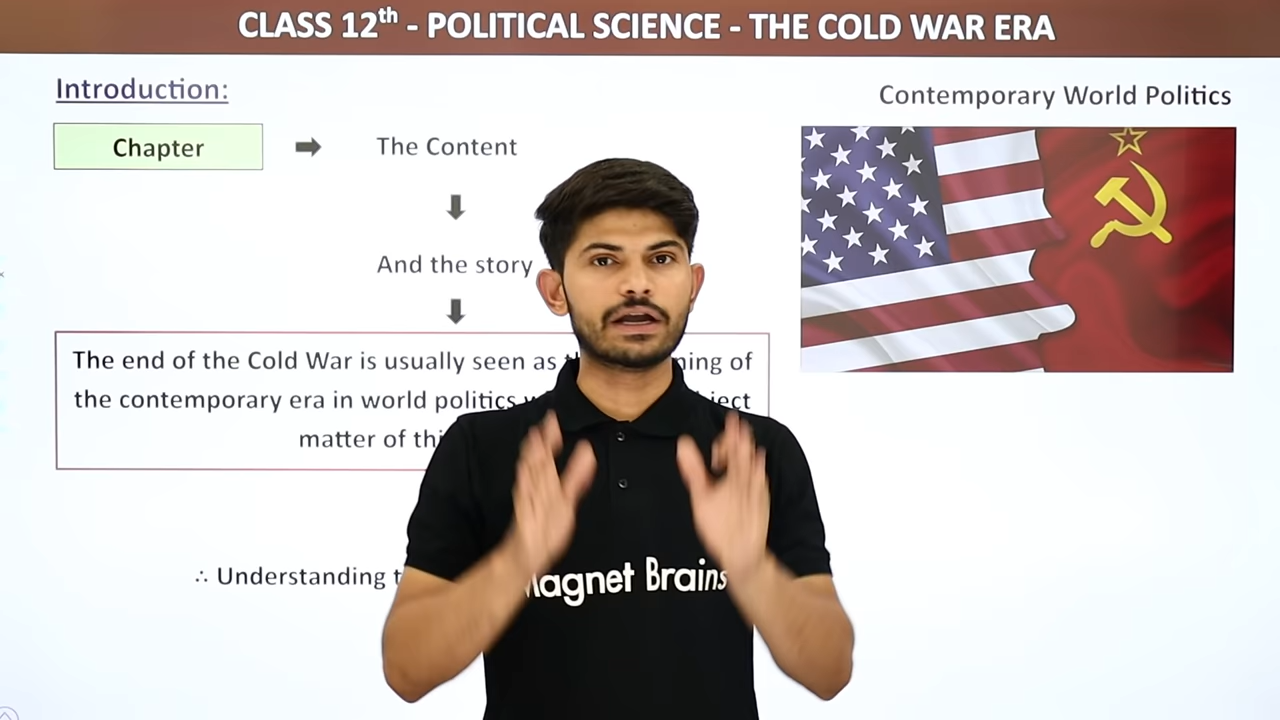 CLASS 12th - POLITICAL SCIENCE - THE COLD WAR ERA
Introduction:
Contemporary World Politics
Chapter
The Content
And the story
The end of the Cold War is usually seen as
of
the contemporary era in world politics
matter of
∴ Understanding
Magnet Brains